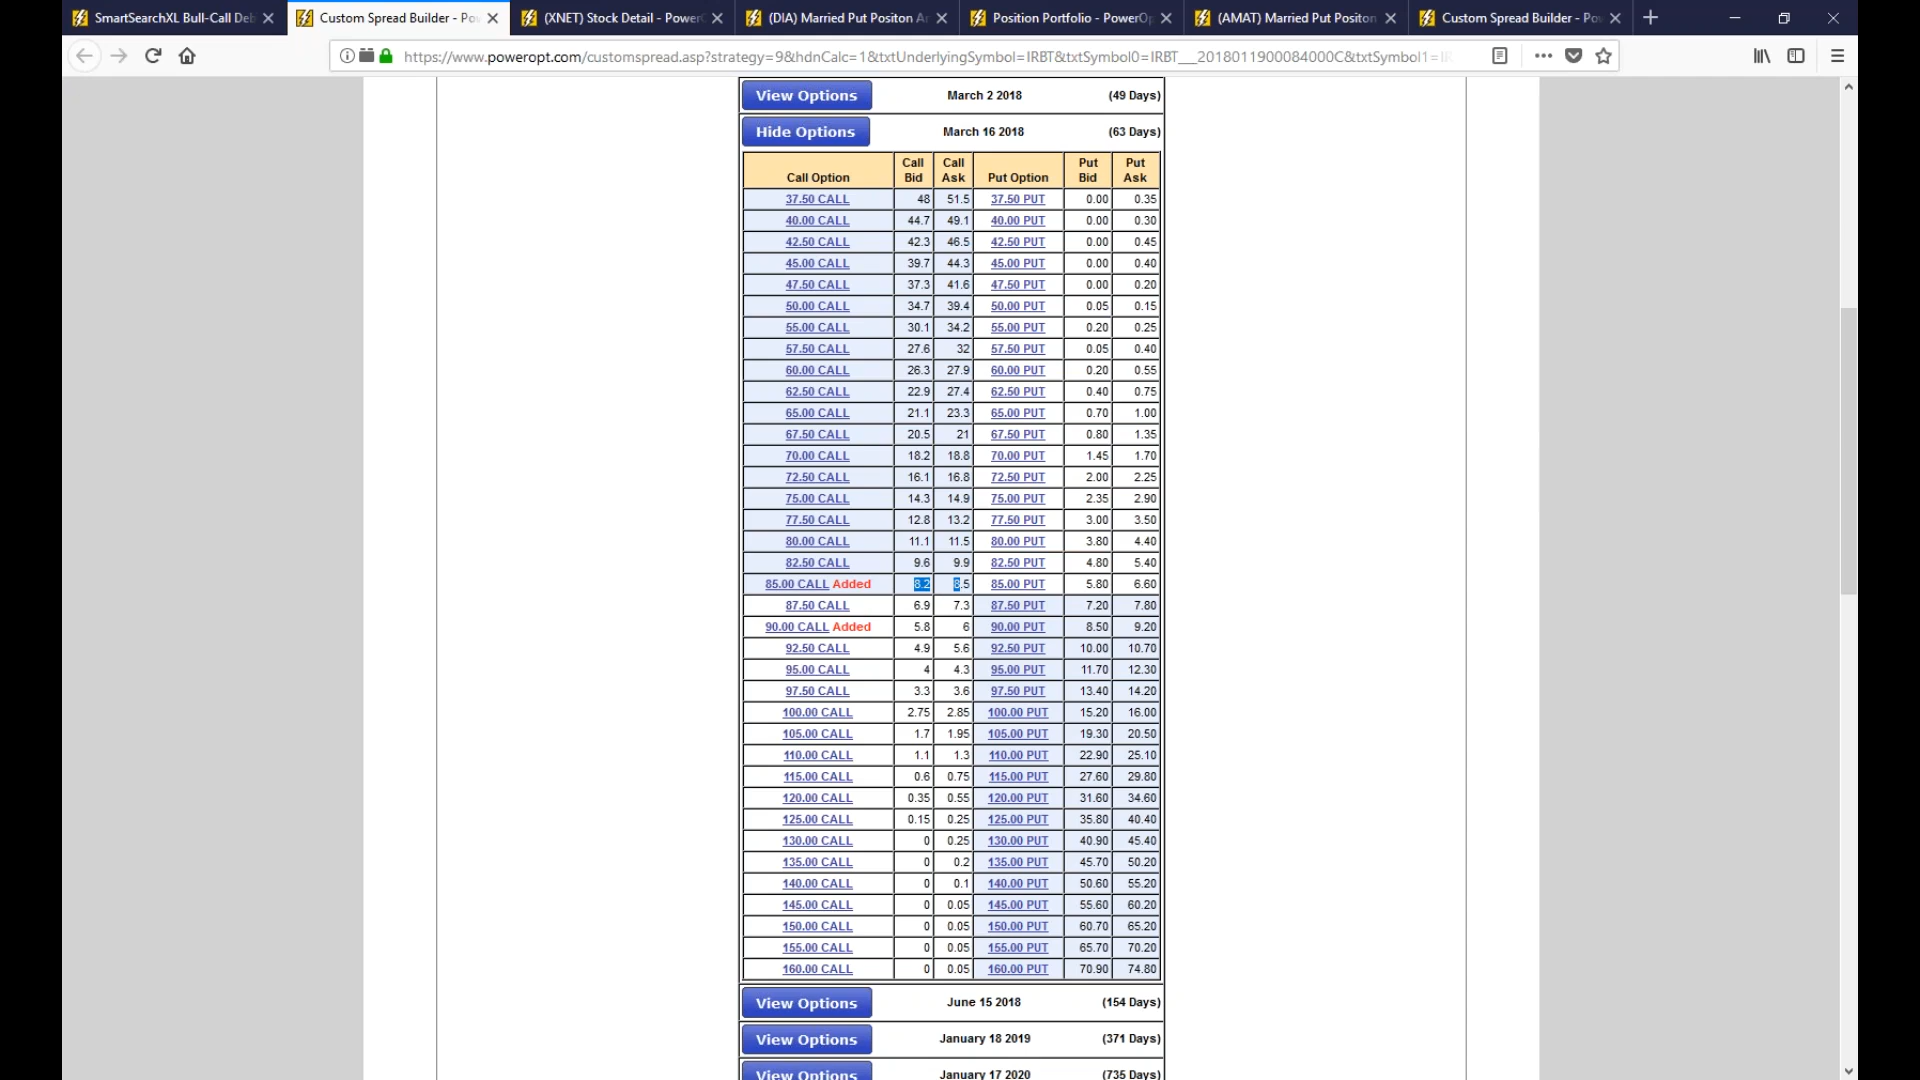 SmartSearchXL Bull-Call Deb
Custom Spread Builder - Pow
(XNET) Stock Detail - PowerO
(DIA) Married Put Positon An
Position Portfolio - PowerOp
(AMAT) Married Put Positon
Custom Spread Builder - Pow
https://www.poweropt.com/customspread.asp?strategy=9&hdnCalc=1&txtUnderlyingSymbol=IRBT&txtSymbol0=IRBT__2018011900084000C&txtSymbol1=IR
View Options March 2 2018 (49 Days)
Hide Options March 16 2018 (63 Days)
Call Option Call Bid Call Ask Put Option Put Bid Put Ask
37.50 CALL 48 51.5 37.50 PUT 0.00 0.35
40.00 CALL 44.7 49.1 40.00 PUT 0.00 0.30
42.50 CALL 42.3 46.5 42.50 PUT 0.00 0.45
45.00 CALL 39.7 44.3 45.00 PUT 0.00 0.40
47.50 CALL 37.3 41.6 47.50 PUT 0.00 0.20
50.00 CALL 34.7 39.4 50.00 PUT 0.05 0.15
55.00 CALL 30.1 34.2 55.00 PUT 0.20 0.25
57.50 CALL 27.6 32 57.50 PUT 0.05 0.40
60.00 CALL 26.3 27.9 60.00 PUT 0.20 0.55
62.50 CALL 22.9 27.4 62.50 PUT 0.40 0.75
65.00 CALL 21.1 23.3 65.00 PUT 0.70 1.00
67.50 CALL 20.5 21 67.50 PUT 0.80 1.35
70.00 CALL 18.2 18.8 70.00 PUT 1.45 1.70
72.50 CALL 16.1 16.8 72.50 PUT 2.00 2.25
75.00 CALL 14.3 14.9 75.00 PUT 2.35 2.90
77.50 CALL 12.8 13.2 77.50 PUT 3.00 3.50
80.00 CALL 11.1 11.5 80.00 PUT 3.80 4.40
82.50 CALL 9.6 9.9 82.50 PUT 4.80 5.40
85.00 CALL Added 8.2 8.5 85.00 PUT 5.80 6.60
87.50 CALL 6.9 7.3 87.50 PUT 7.20 7.80
90.00 CALL Added 5.8 6 90.00 PUT 8.50 9.20
92.50 CALL 4.9 5.6 92.50 PUT 10.00 10.70
95.00 CALL 4 4.3 95.00 PUT 11.70 12.30
97.50 CALL 3.3 3.6 97.50 PUT 13.40 14.20
100.00 CALL 2.75 2.85 100.00 PUT 15.20 16.00
105.00 CALL 1.7 1.95 105.00 PUT 19.30 20.50
110.00 CALL 1.1 1.3 110.00 PUT 22.90 25.10
115.00 CALL 0.6 0.75 115.00 PUT 27.60 29.80
120.00 CALL 0.35 0.55 120.00 PUT 31.60 34.60
125.00 CALL 0.15 0.25 125.00 PUT 35.80 40.40
130.00 CALL 0 0.25 130.00 PUT 40.90 45.40
135.00 CALL 0 0.2 135.00 PUT 45.70 50.20
140.00 CALL 0 0.1 140.00 PUT 50.60 55.20
145.00 CALL 0 0.05 145.00 PUT 55.60 60.20
150.00 CALL 0 0.05 150.00 PUT 60.70 65.20
155.00 CALL 0 0.05 155.00 PUT 65.70 70.20
160.00 CALL 0 0.05 160.00 PUT 70.90 74.80
View Options June 15 2018 (154 Days)
View Options January 18 2019 (371 Days)
View Options January 17 2020 (735 Days)